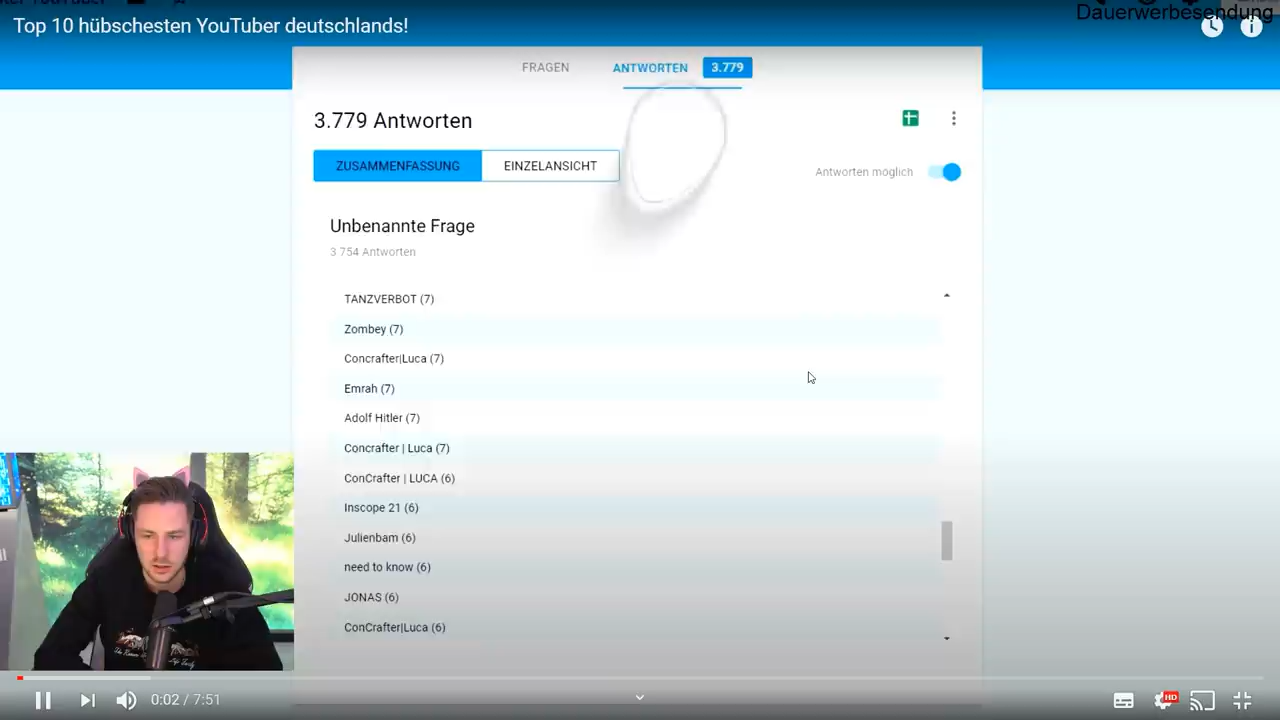 Dauerwerbesendung
Top 10 hübschesten YouTuber deutschlands!
FRAGEN
ANTWORTEN
3.779
3.779 Antworten
ZUSAMMENFASSUNG
EINZELANSICHT
Antworten möglich
Unbenannte Frage
3 754 Antworten
TANZVERBOT (7)
Zombey (7)
Concrafter|Luca (7)
Emrah (7)
Adolf Hitler (7)
Concrafter | Luca (7)
ConCrafter | LUCA (6)
Inscope 21 (6)
Julienbam (6)
need to know (6)
JONAS (6)
ConCrafter|Luca (6)
0:02 / 7:51
HD